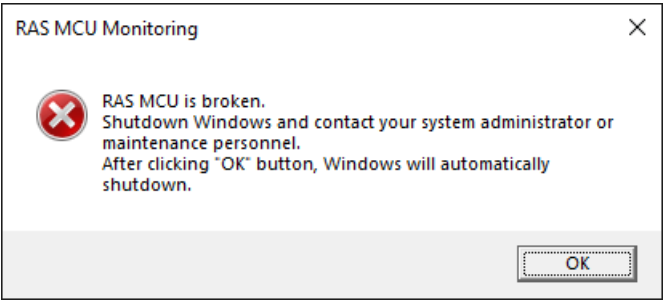 RAS MCU Monitoring
RAS MCU is broken.
Shutdown Windows and contact your system administrator or
maintenance personnel.
After clicking "OK" button, Windows will automatically
shutdown.
OK